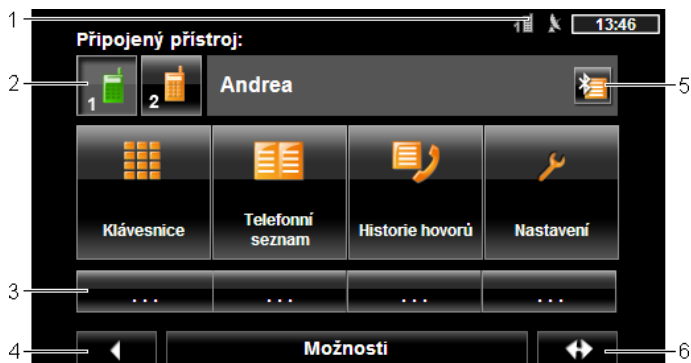 1
13:46
Připojený přístroj:
2
1
2
Andrea
5
Klávesnice
Telefonní
seznam
Historie hovorů
Nastavení
3
...
...
...
...
4
Možnosti
6